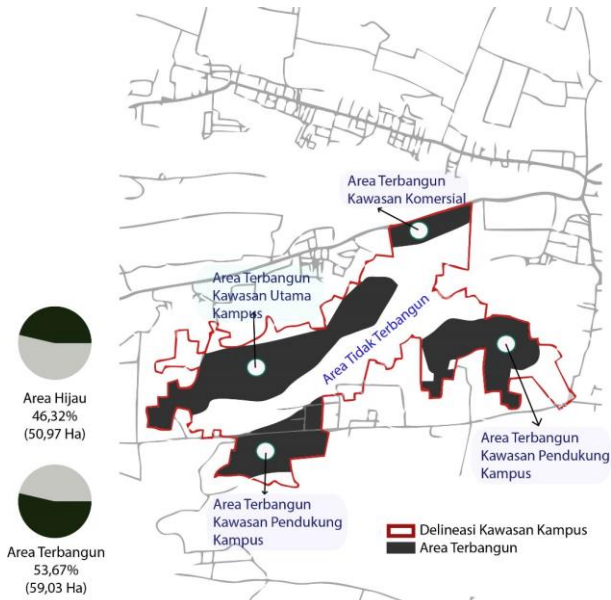 Area Terbangun
Kawasan Komersial
Area Terbangun
Kawasan Utama
Kampus
Area Tidak Terbangun
Area Hijau
46,32%
(50,97 Ha)
Area Terbangun
Kawasan Pendukung
Kampus
Area Terbangun
53,67%
(59,03 Ha)
Area Terbangun
Kawasan Pendukung
Kampus
Delineasi Kawasan Kampus
Area Terbangun